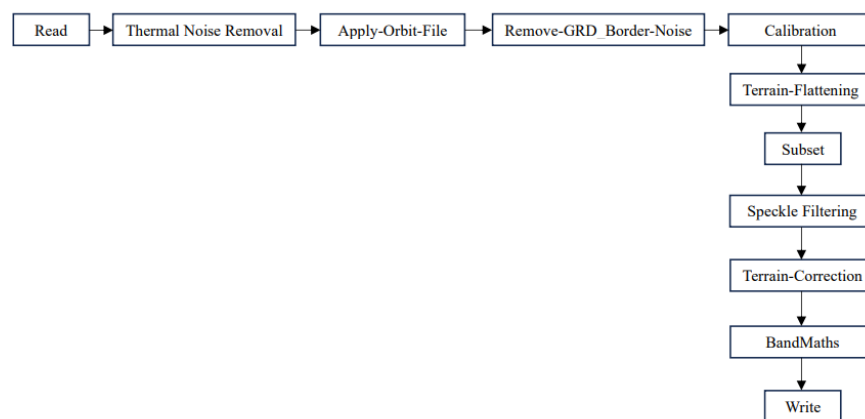 Read
Thermal Noise Removal
Apply-Orbit-File
Remove-GRD_Border-Noise
Calibration
Terrain-Flattening
Subset
Speckle Filtering
Terrain-Correction
BandMaths
Write